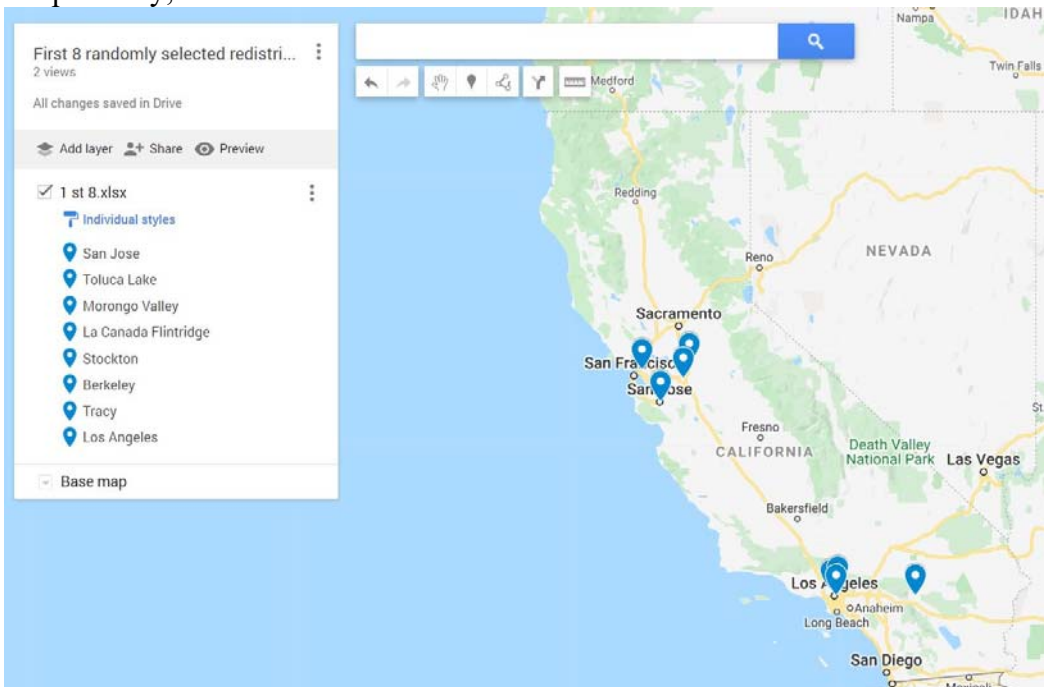 First 8 randomly selected redistri...
2 views
All changes saved in Drive
Add layer Share Preview
1 st 8.xlsx
Individual styles
San Jose
Toluca Lake
Morongo Valley
La Canada Flintridge
Stockton
Berkeley
Tracy
Los Angeles
Base map
Nampa
IDAH
Twin Falls
Medford
Redding
Reno
NEVADA
Sacramento
San Francisc
San Jose
St
Fresno
CALIFORNIA
Death Valley
National Park
Las Vegas
Bakersfield
Los Angeles
Anaheim
Long Beach
San Diego
Mexicali